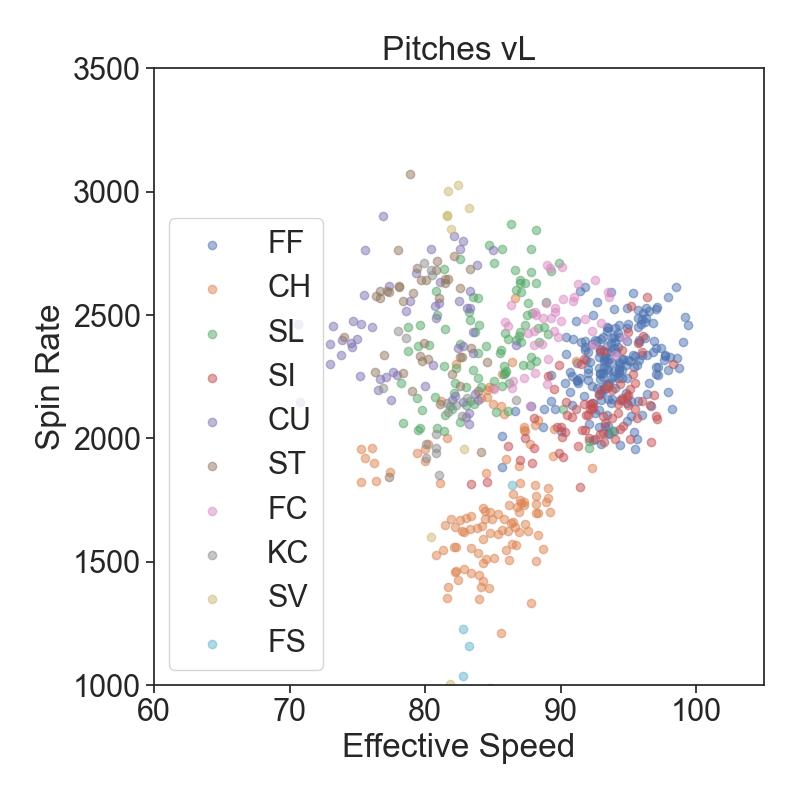 Pitches vL
3500
3000
2500
2000
1500
1000
Spin Rate
FF
CH
SL
SI
CU
ST
FC
KC
SV
FS
60 70 80 90 100
Effective Speed